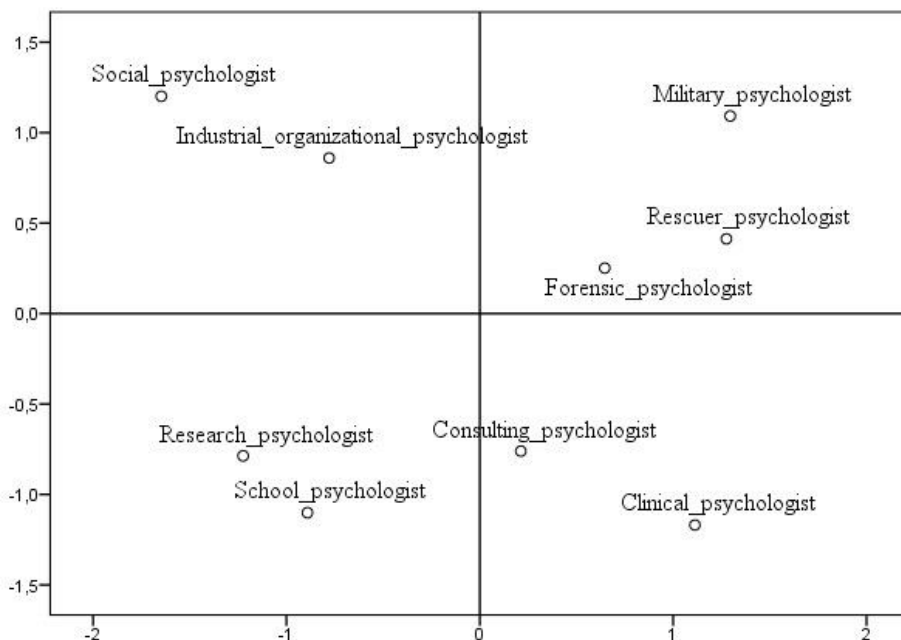 1,5
Social_psychologist
Military_psychologist
1,0
Industrial_organizational_psychologist
0,5
Rescuer_psychologist
Forensic_psychologist
0,0
-0,5
Research_psychologist
Consulting_psychologist
-1,0
School_psychologist
Clinical_psychologist
-1,5
-2 -1 0 1 2